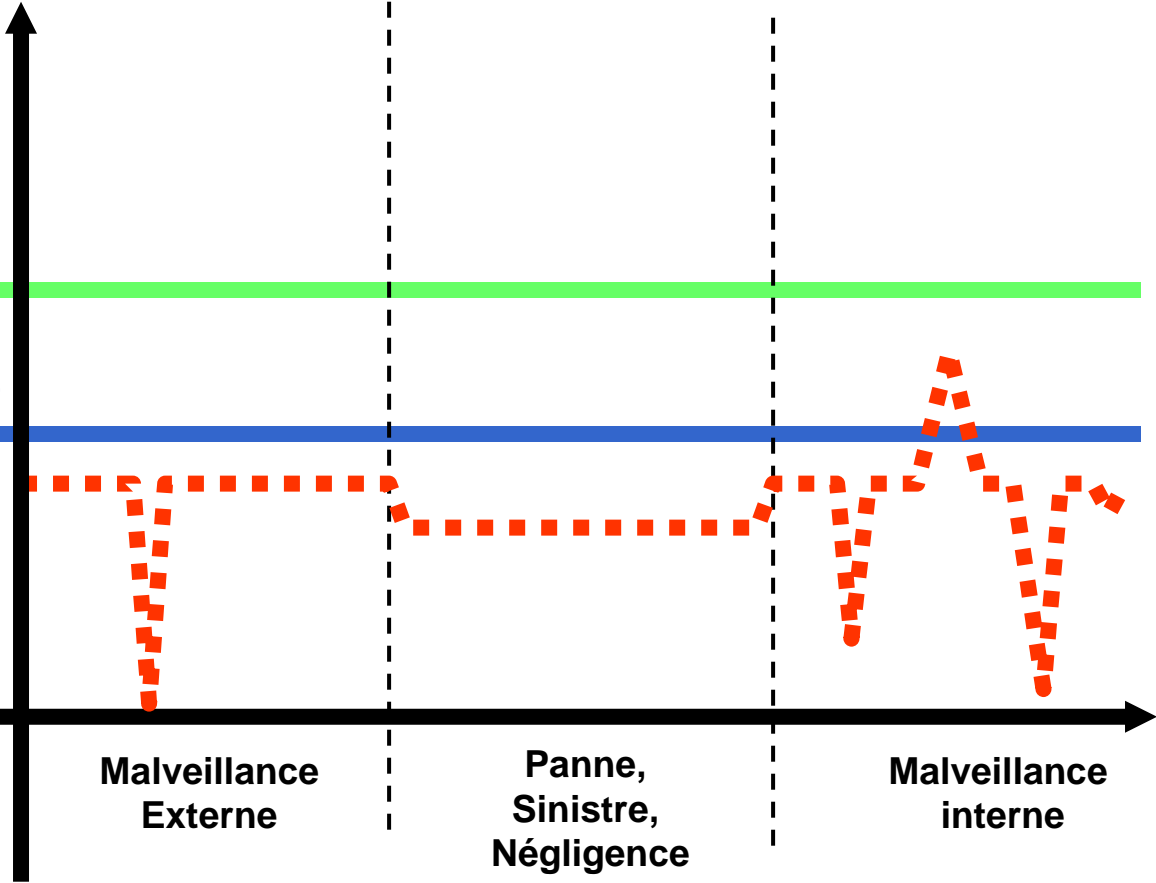 Malveillance
Externe
Panne,
Sinistre,
Négligence
Malveillance
interne